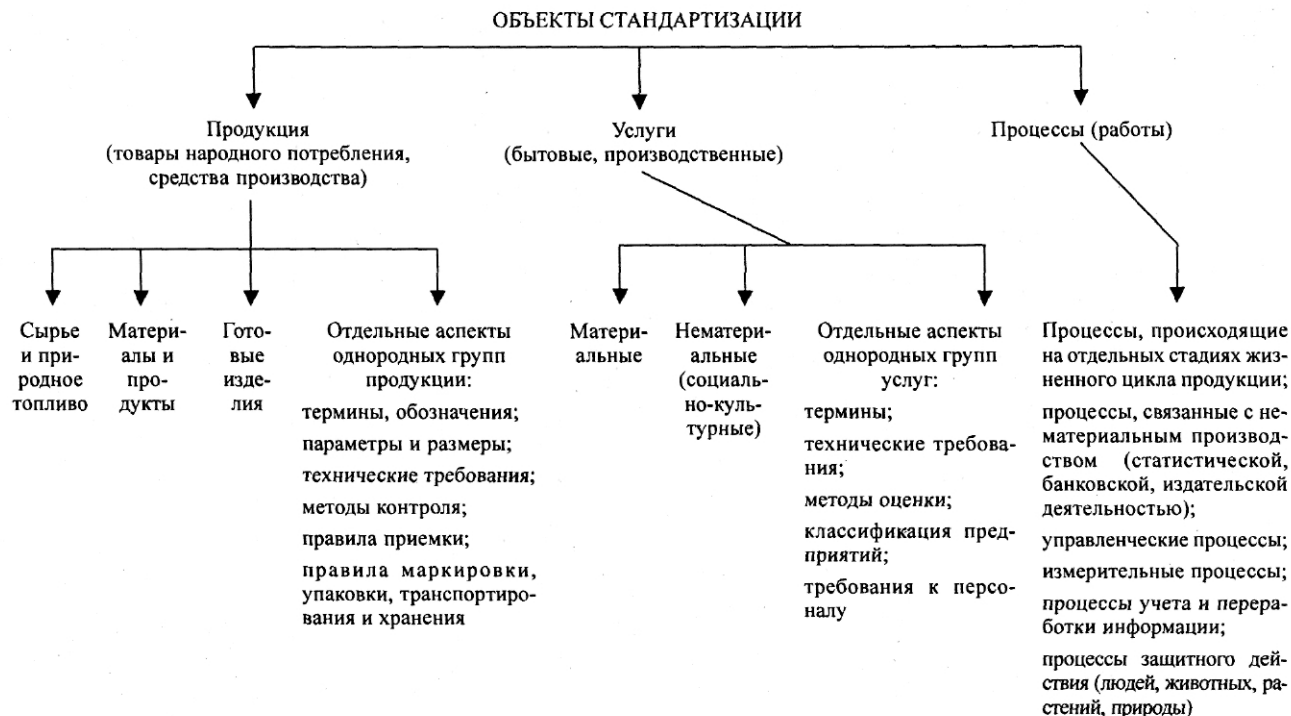 ОБЪЕКТЫ СТАНДАРТИЗАЦИИ
Продукция
(товары народного потребления,
средства производства)
Услуги
(бытовые, производственные)
Процессы (работы)
Сырье
и при-
родное
топливо
Матери-
алы и
про-
дукты
Гото-
вые
изде-
лия
Отдельные аспекты
однородных групп
продукции:
термины, обозначения;
параметры и размеры;
технические требования;
методы контроля;
правила приемки;
правила маркировки,
упаковки, транспортиро-
вания и хранения
Матери-
альные
Нематери-
альные
(социаль-
но-куль-
турные)
Отдельные аспекты
однородных групп
услуг:
термины;
технические требова-
ния;
методы оценки;
классификация пред-
приятий;
требования к персо-
налу
Процессы, происходящие
на отдельных стадиях жиз-
ненного цикла продукции;
процессы, связанные с не-
материальным производ-
ством (статистической,
банковской, издательской
деятельностью);
управленческие процессы;
измерительные процессы;
процессы учета и перера-
ботки информации;
процессы защитного дей-
ствия (людей, животных, ра-
стений, природы)